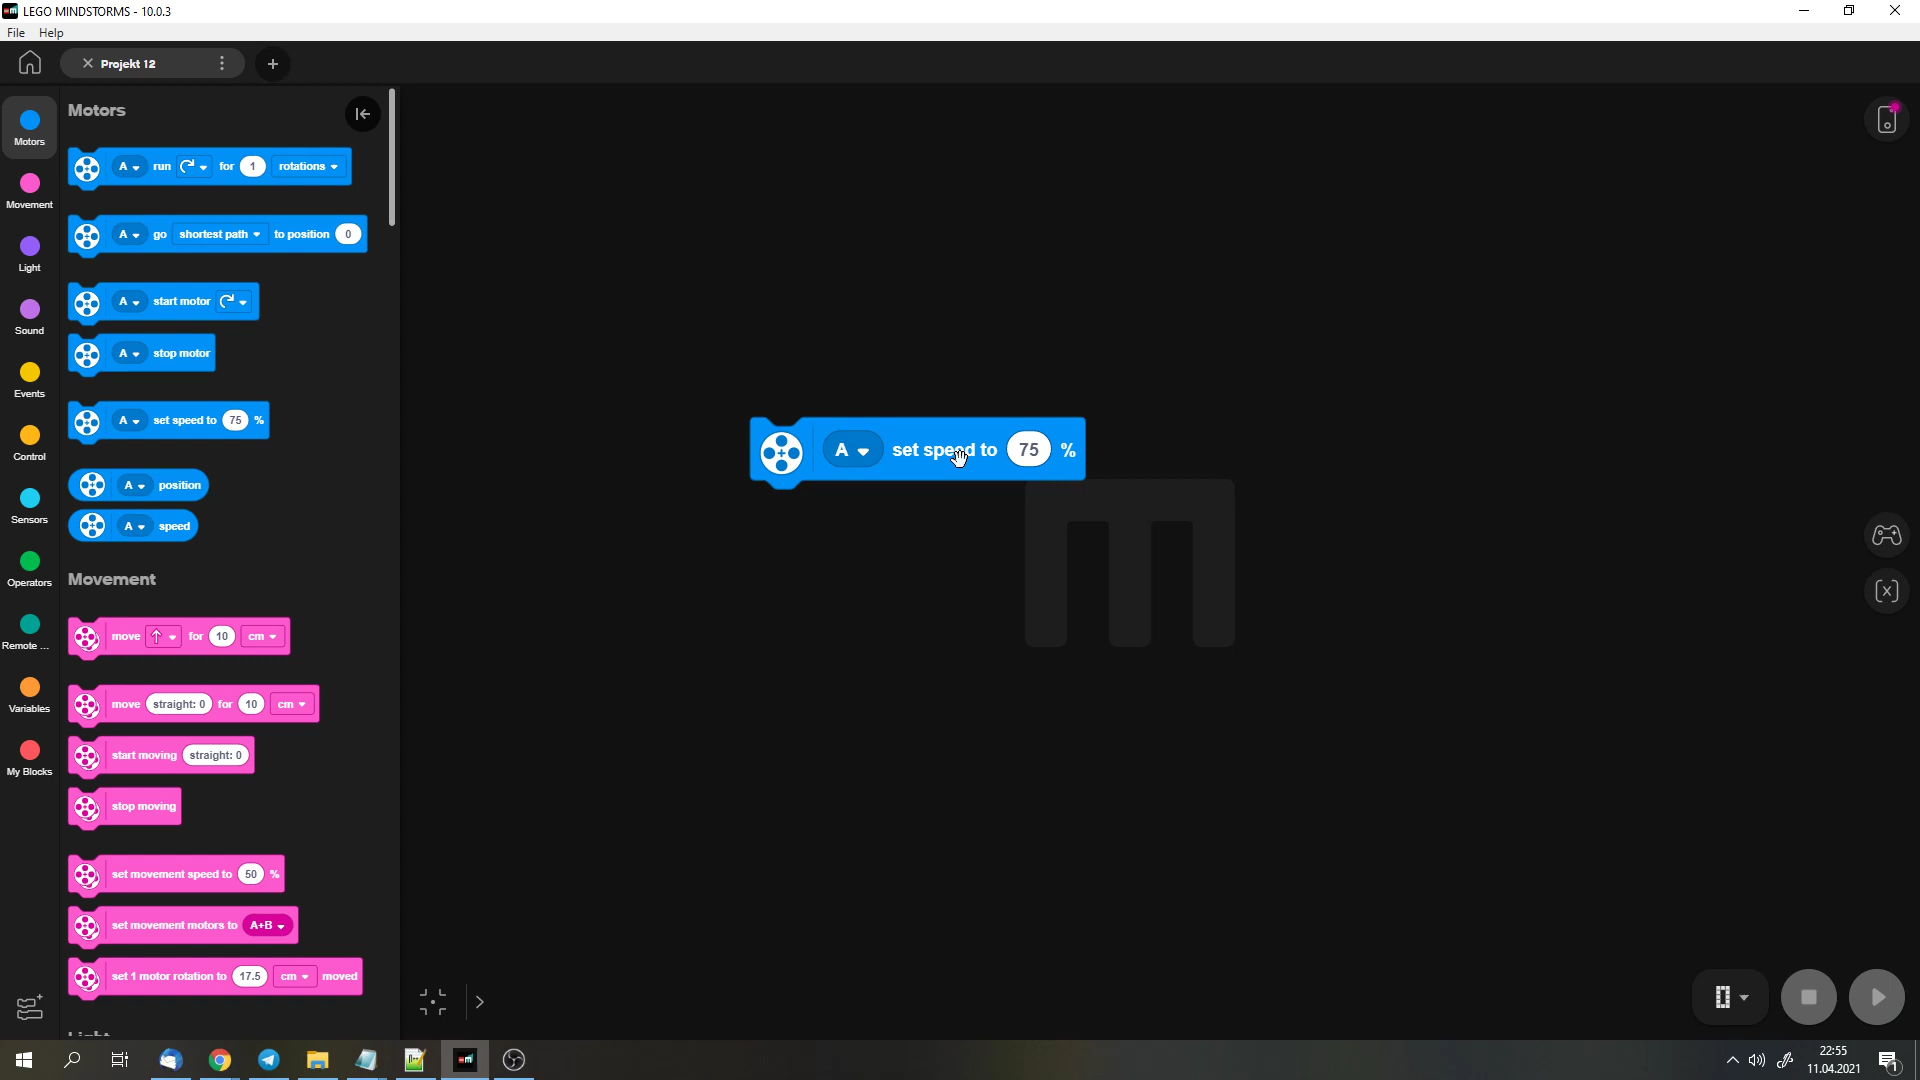 LEGO MINDSTORMS - 10.0.3
File Help
Projekt 12
Motors
Movement
Light
Sound
Events
Control
Sensors
Operators
Remote ...
Variables
My Blocks
Motors
A run for 1 rotations
A go shortest path to position 0
A start motor
A stop motor
A set speed to 75 %
A position
A speed
Movement
move for 10 cm
move straight: 0 for 10 cm
start moving straight: 0
stop moving
set movement speed to 50 %
set movement motors to A+B
set 1 motor rotation to 17.5 cm moved
A set speed to 75 %
22:55
11.04.2021
1